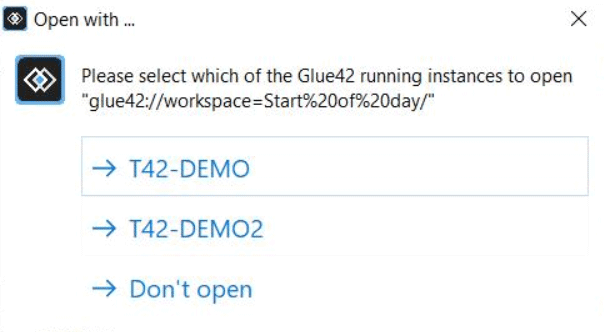 Open with ...
Please select which of the Glue42 running instances to open
"glue42://workspace=Start%20of%20day/"
T42-DEMO
T42-DEMO2
Don't open